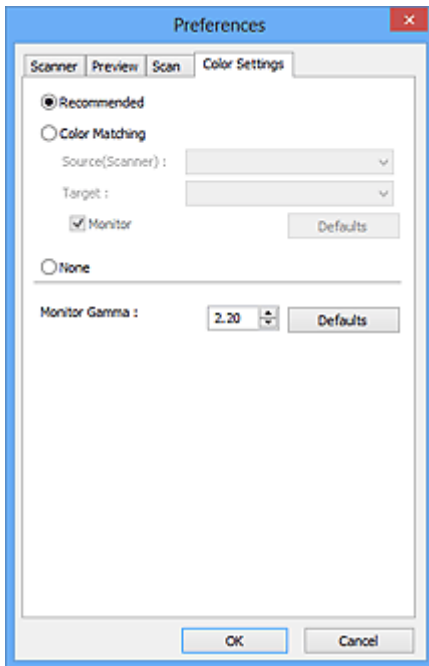 Preferences
Scanner Preview Scan Color Settings
Recommended
Color Matching
Source(Scanner) :
Target :
Monitor Defaults
None
Monitor Gamma : 2.20 Defaults
OK Cancel